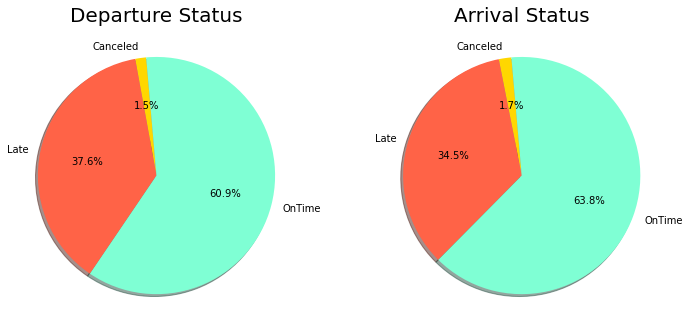 Departure Status
Canceled
1.5%
Late
37.6%
60.9%
OnTime
Arrival Status
Canceled
1.7%
Late
34.5%
63.8%
OnTime